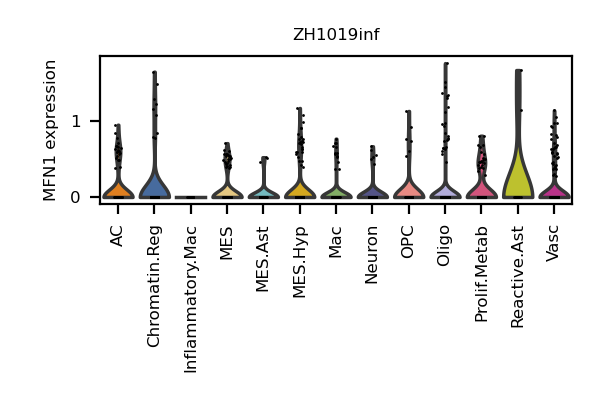 ZH1019inf
MFN1 expression
1
0
AC
Chromatin.Reg
Inflammatory.Mac
MES
MES.Ast
MES.Hyp
Mac
Neuron
OPC
Oligo
Prolif.Metab
Reactive.Ast
Vasc